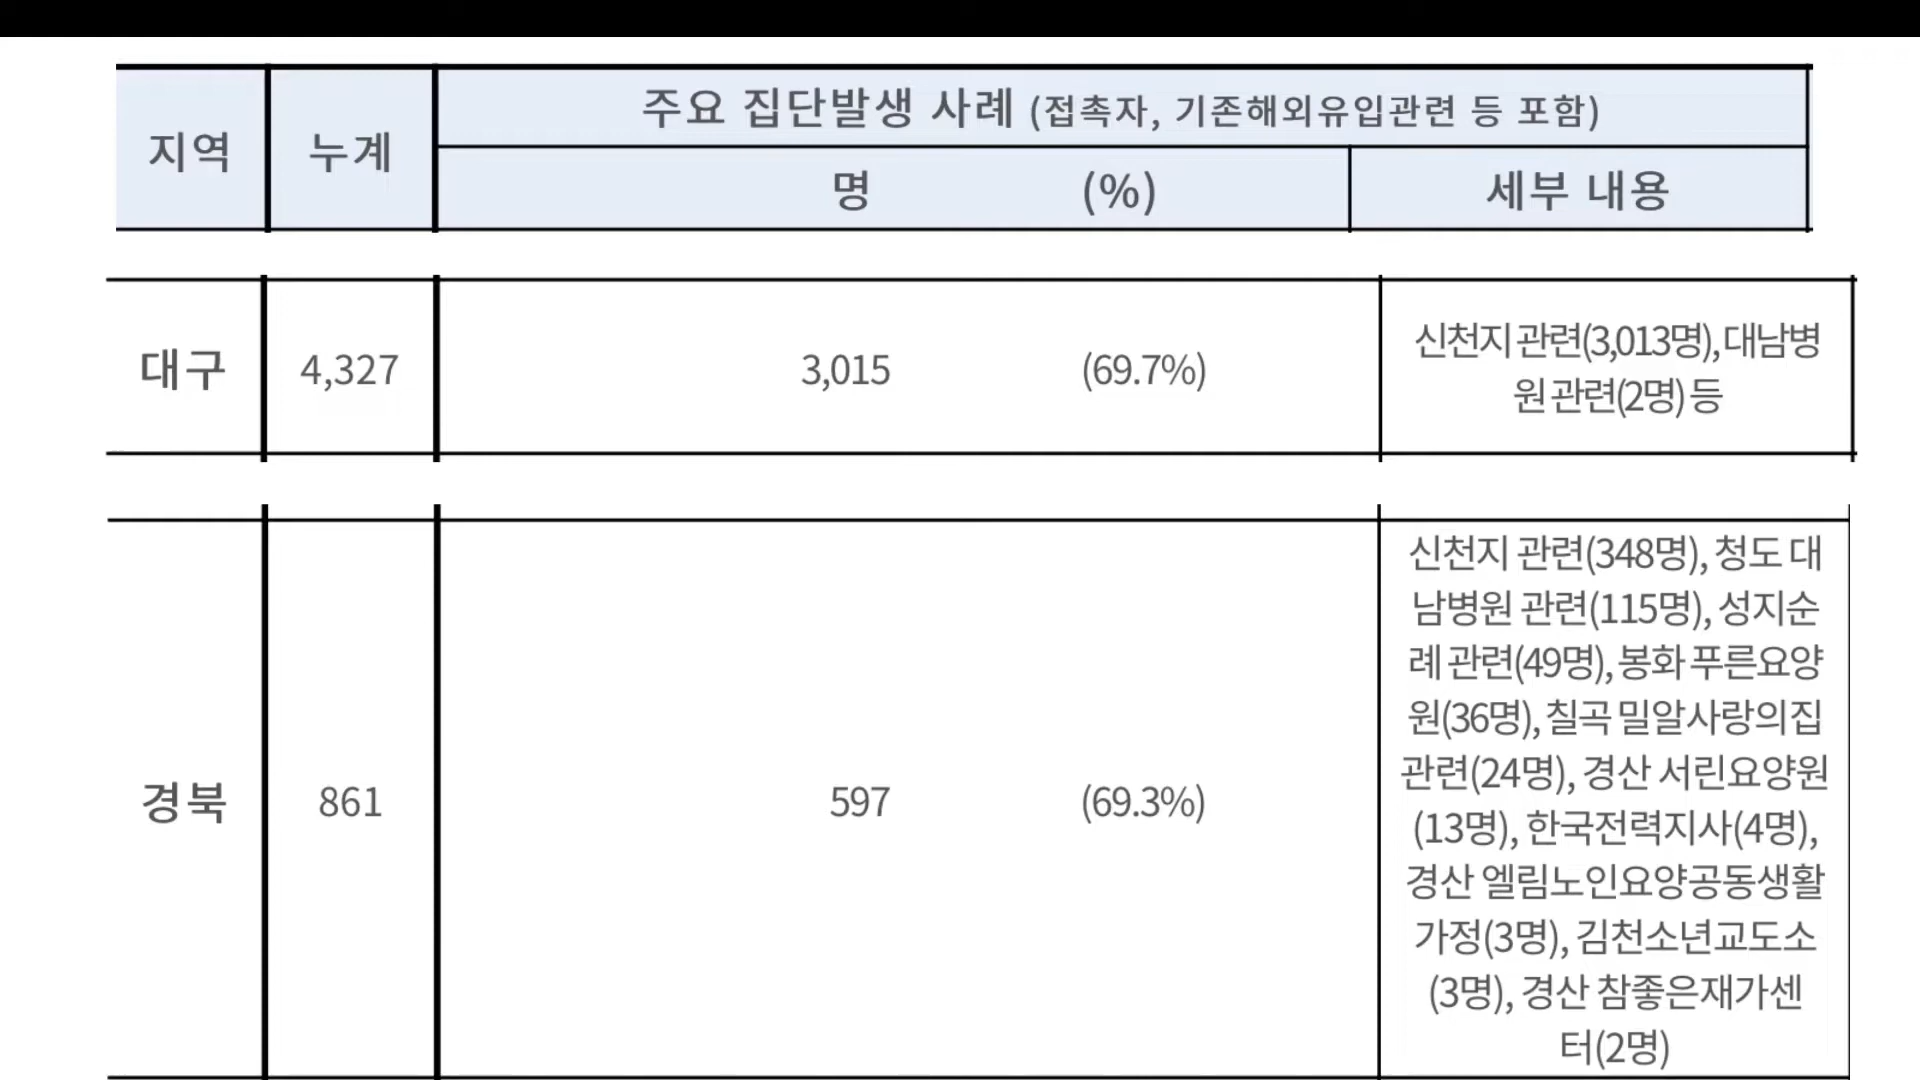 지역
누계
주요 집단발생 사례 (접촉자, 기존해외유입관련 등 포함)
명 (%)
세부 내용
대구
4,327
3,015 (69.7%)
신천지 관련(3,013명), 대남병
원 관련(2명) 등
경북
861
597 (69.3%)
신천지 관련(348명), 청도 대
남병원 관련(115명), 성지순
례 관련(49명), 봉화 푸른요양
원(36명), 칠곡 밀알사랑의집
관련(24명), 경산 서린요양원
(13명), 한국전력지사(4명),
경산 엘림노인요양공동생활
가정(3명), 김천소년교도소
(3명), 경산 참좋은재가센
터(2명)